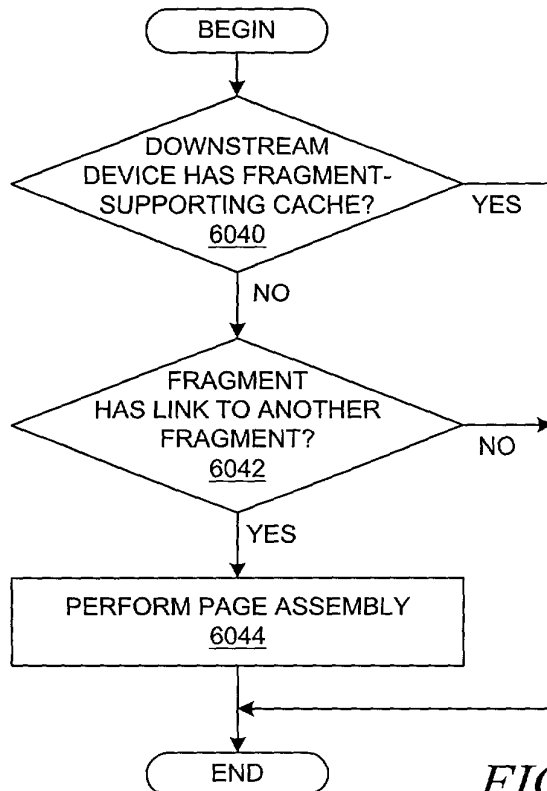 BEGIN
DOWNSTREAM
DEVICE HAS FRAGMENT-
SUPPORTING CACHE?
6040
YES
NO
FRAGMENT
HAS LINK TO ANOTHER
FRAGMENT?
6042
NO
YES
PERFORM PAGE ASSEMBLY
6044
END